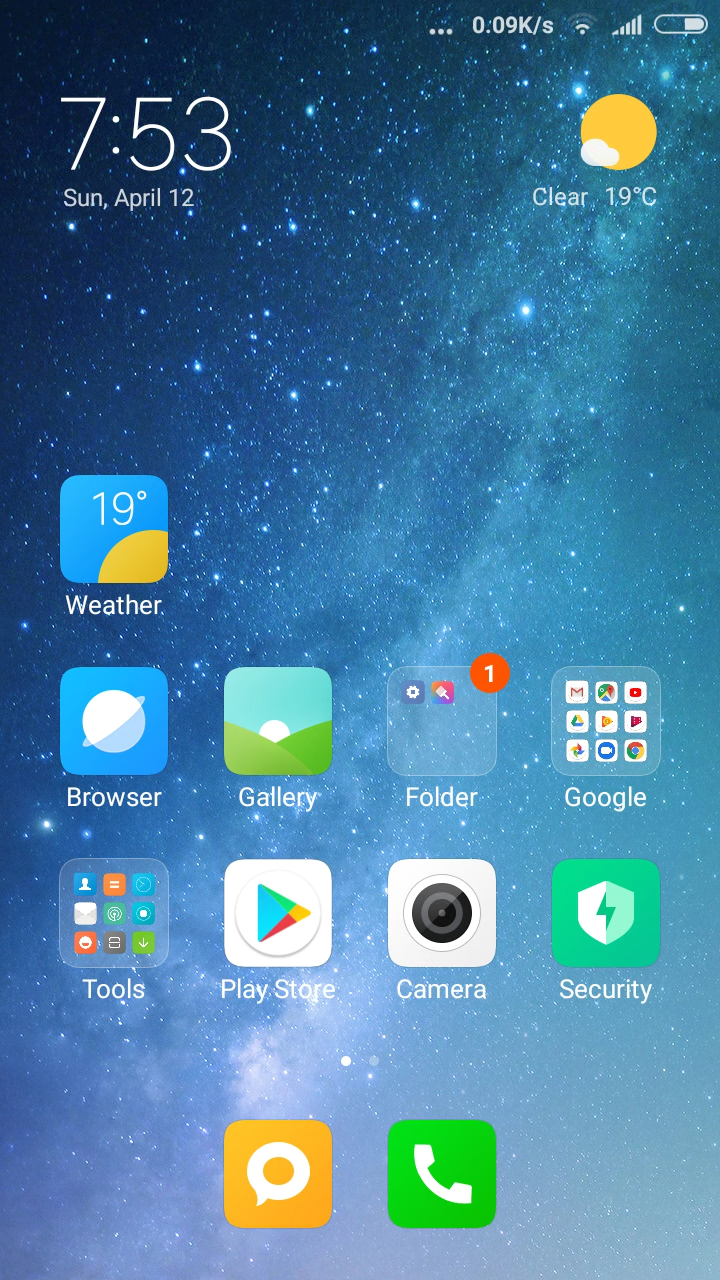 ... 0.09K/s
7:53
Sun, April 12
Clear 19°C
19°
Weather
1
Browser Gallery Folder Google
Tools Play Store Camera Security